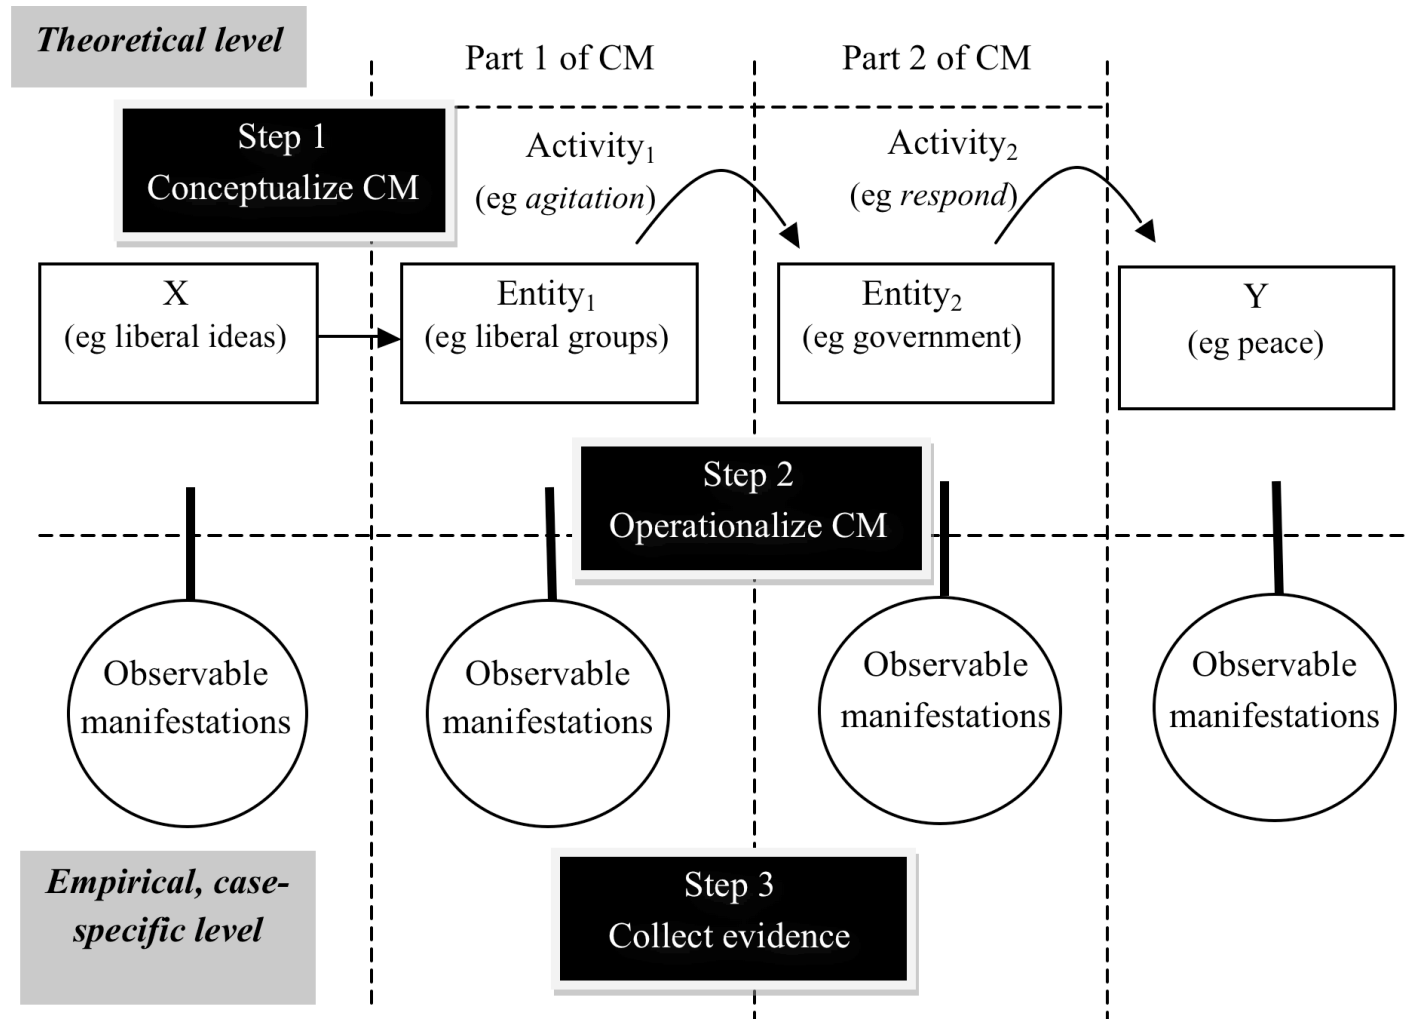 Theoretical level
Part 1 of CM
Part 2 of CM
Step 1
Conceptualize CM
Activity₁
(eg agitation)
Activity₂
(eg respond)
X
(eg liberal ideas)
Entity₁
(eg liberal groups)
Entity₂
(eg government)
Y
(eg peace)
Step 2
Operationalize CM
Observable
manifestations
Observable
manifestations
Observable
manifestations
Observable
manifestations
Empirical, case-
specific level
Step 3
Collect evidence